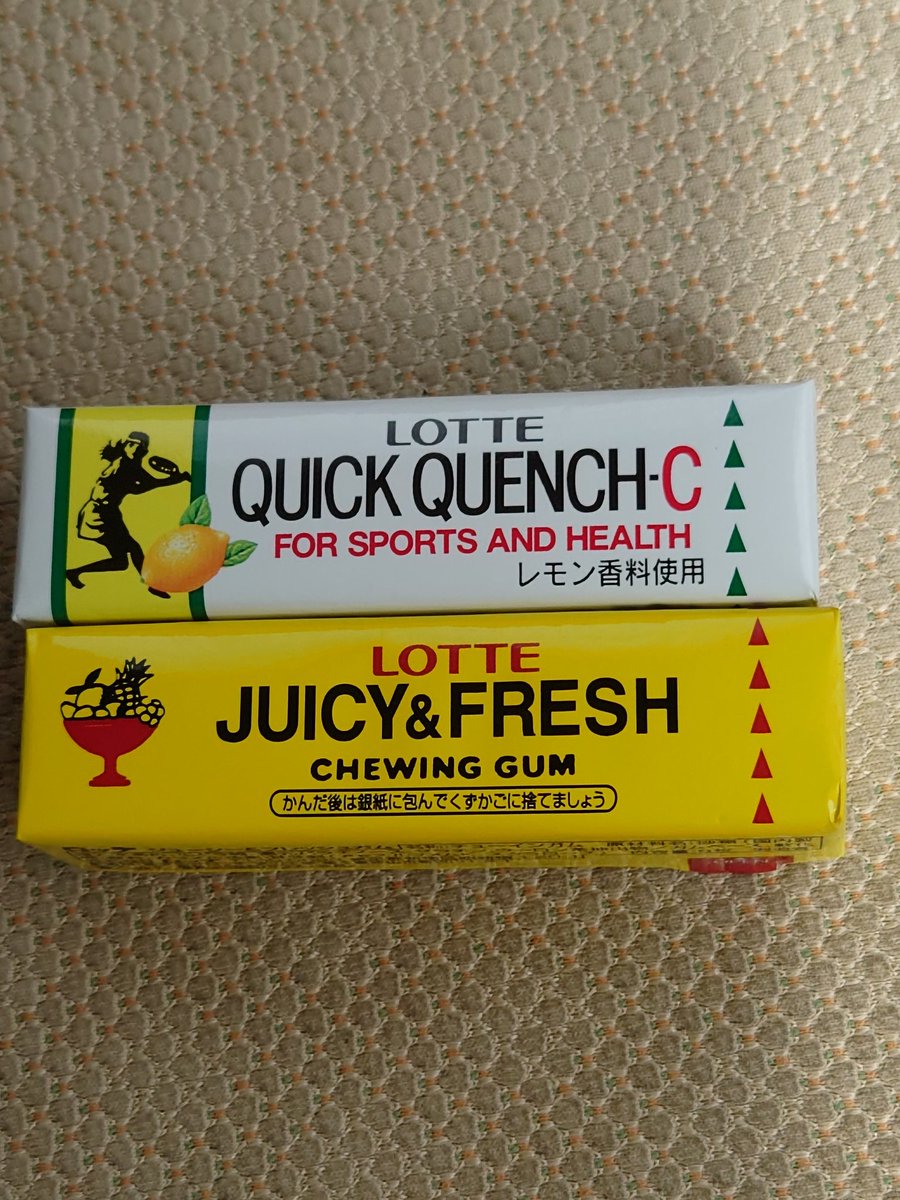 LOTTE
QUICK QUENCH-C
FOR SPORTS AND HEALTH
レモン香料使用
LOTTE
JUICY&FRESH
CHEWING GUM
かんだ後は銀紙に包んでくずかごに捨てましょう